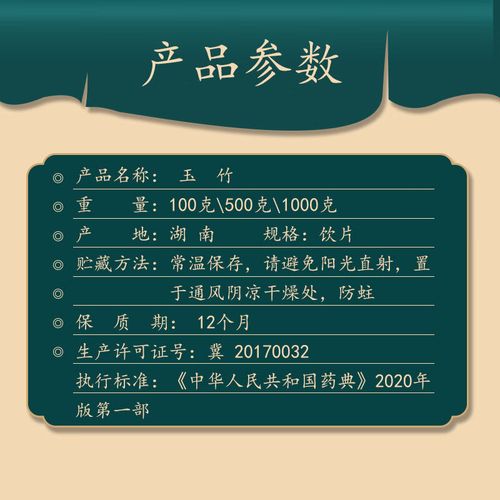 产品参数
产品名称： 玉 竹
重 量：100克\500克\1000克
产 地：湖 南 规格：饮片
贮藏方法：常温保存，请避免阳光直射，置
于通风阴凉干燥处，防蛀
保 质 期： 12个月
生产许可证号：冀 20170032
执行标准：《中华人民共和国药典》2020年
版第一部